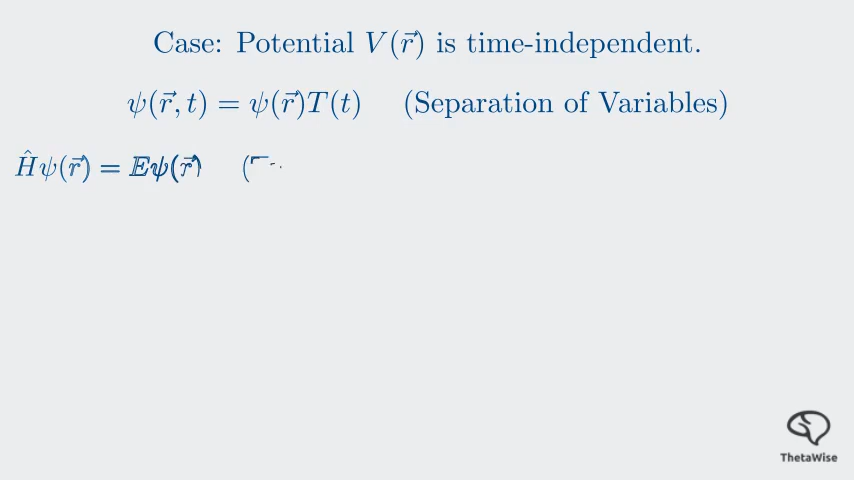 Case: Potential V(r⃗) is time-independent.
ψ(r⃗, t) = ψ(r⃗)T(t) (Separation of Variables)
Ĥψ(r⃗) = Eψ(r⃗)
ThetaWise